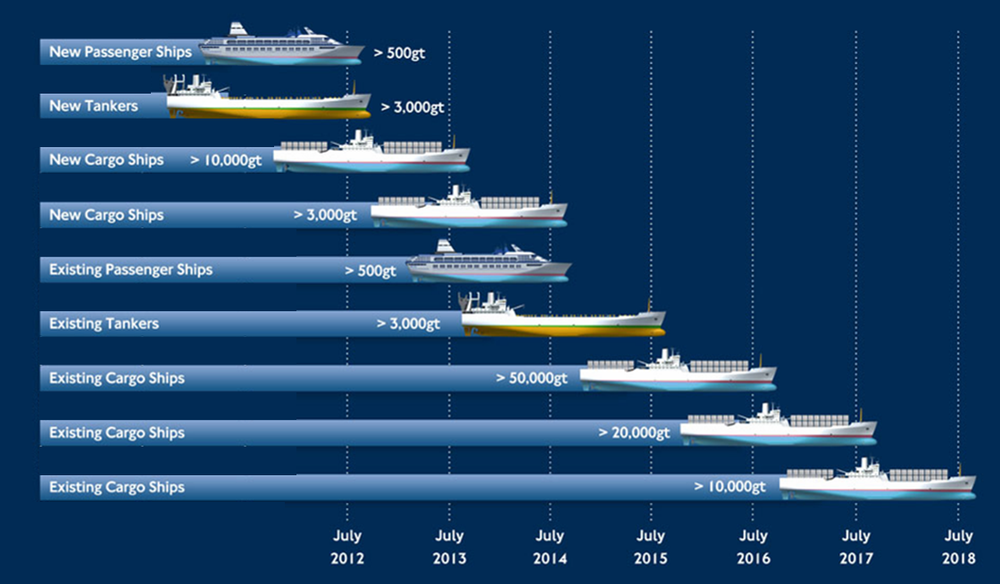 New Passenger Ships > 500gt
New Tankers > 3,000gt
New Cargo Ships > 10,000gt
New Cargo Ships > 3,000gt
Existing Passenger Ships > 500gt
Existing Tankers > 3,000gt
Existing Cargo Ships > 50,000gt
Existing Cargo Ships > 20,000gt
Existing Cargo Ships > 10,000gt
July July July July July July July
2012 2013 2014 2015 2016 2017 2018